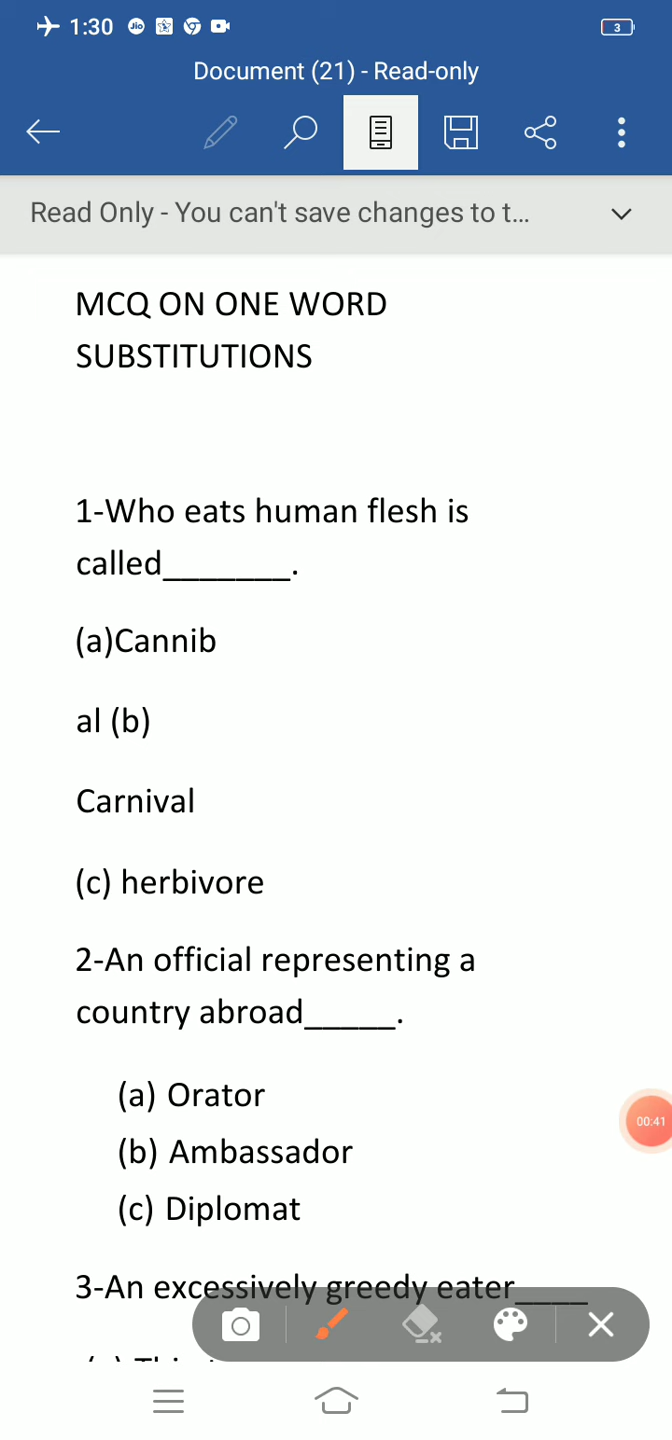 1:30
Jio
3
Document (21) - Read-only
Read Only - You can't save changes to t...
MCQ ON ONE WORD
SUBSTITUTIONS
1-Who eats human flesh is
called_______.
(a)Cannib
al (b)
Carnival
(c) herbivore
2-An official representing a
country abroad_____.
(a) Orator
(b) Ambassador
00:41
(c) Diplomat
3-An excessively greedy eater____